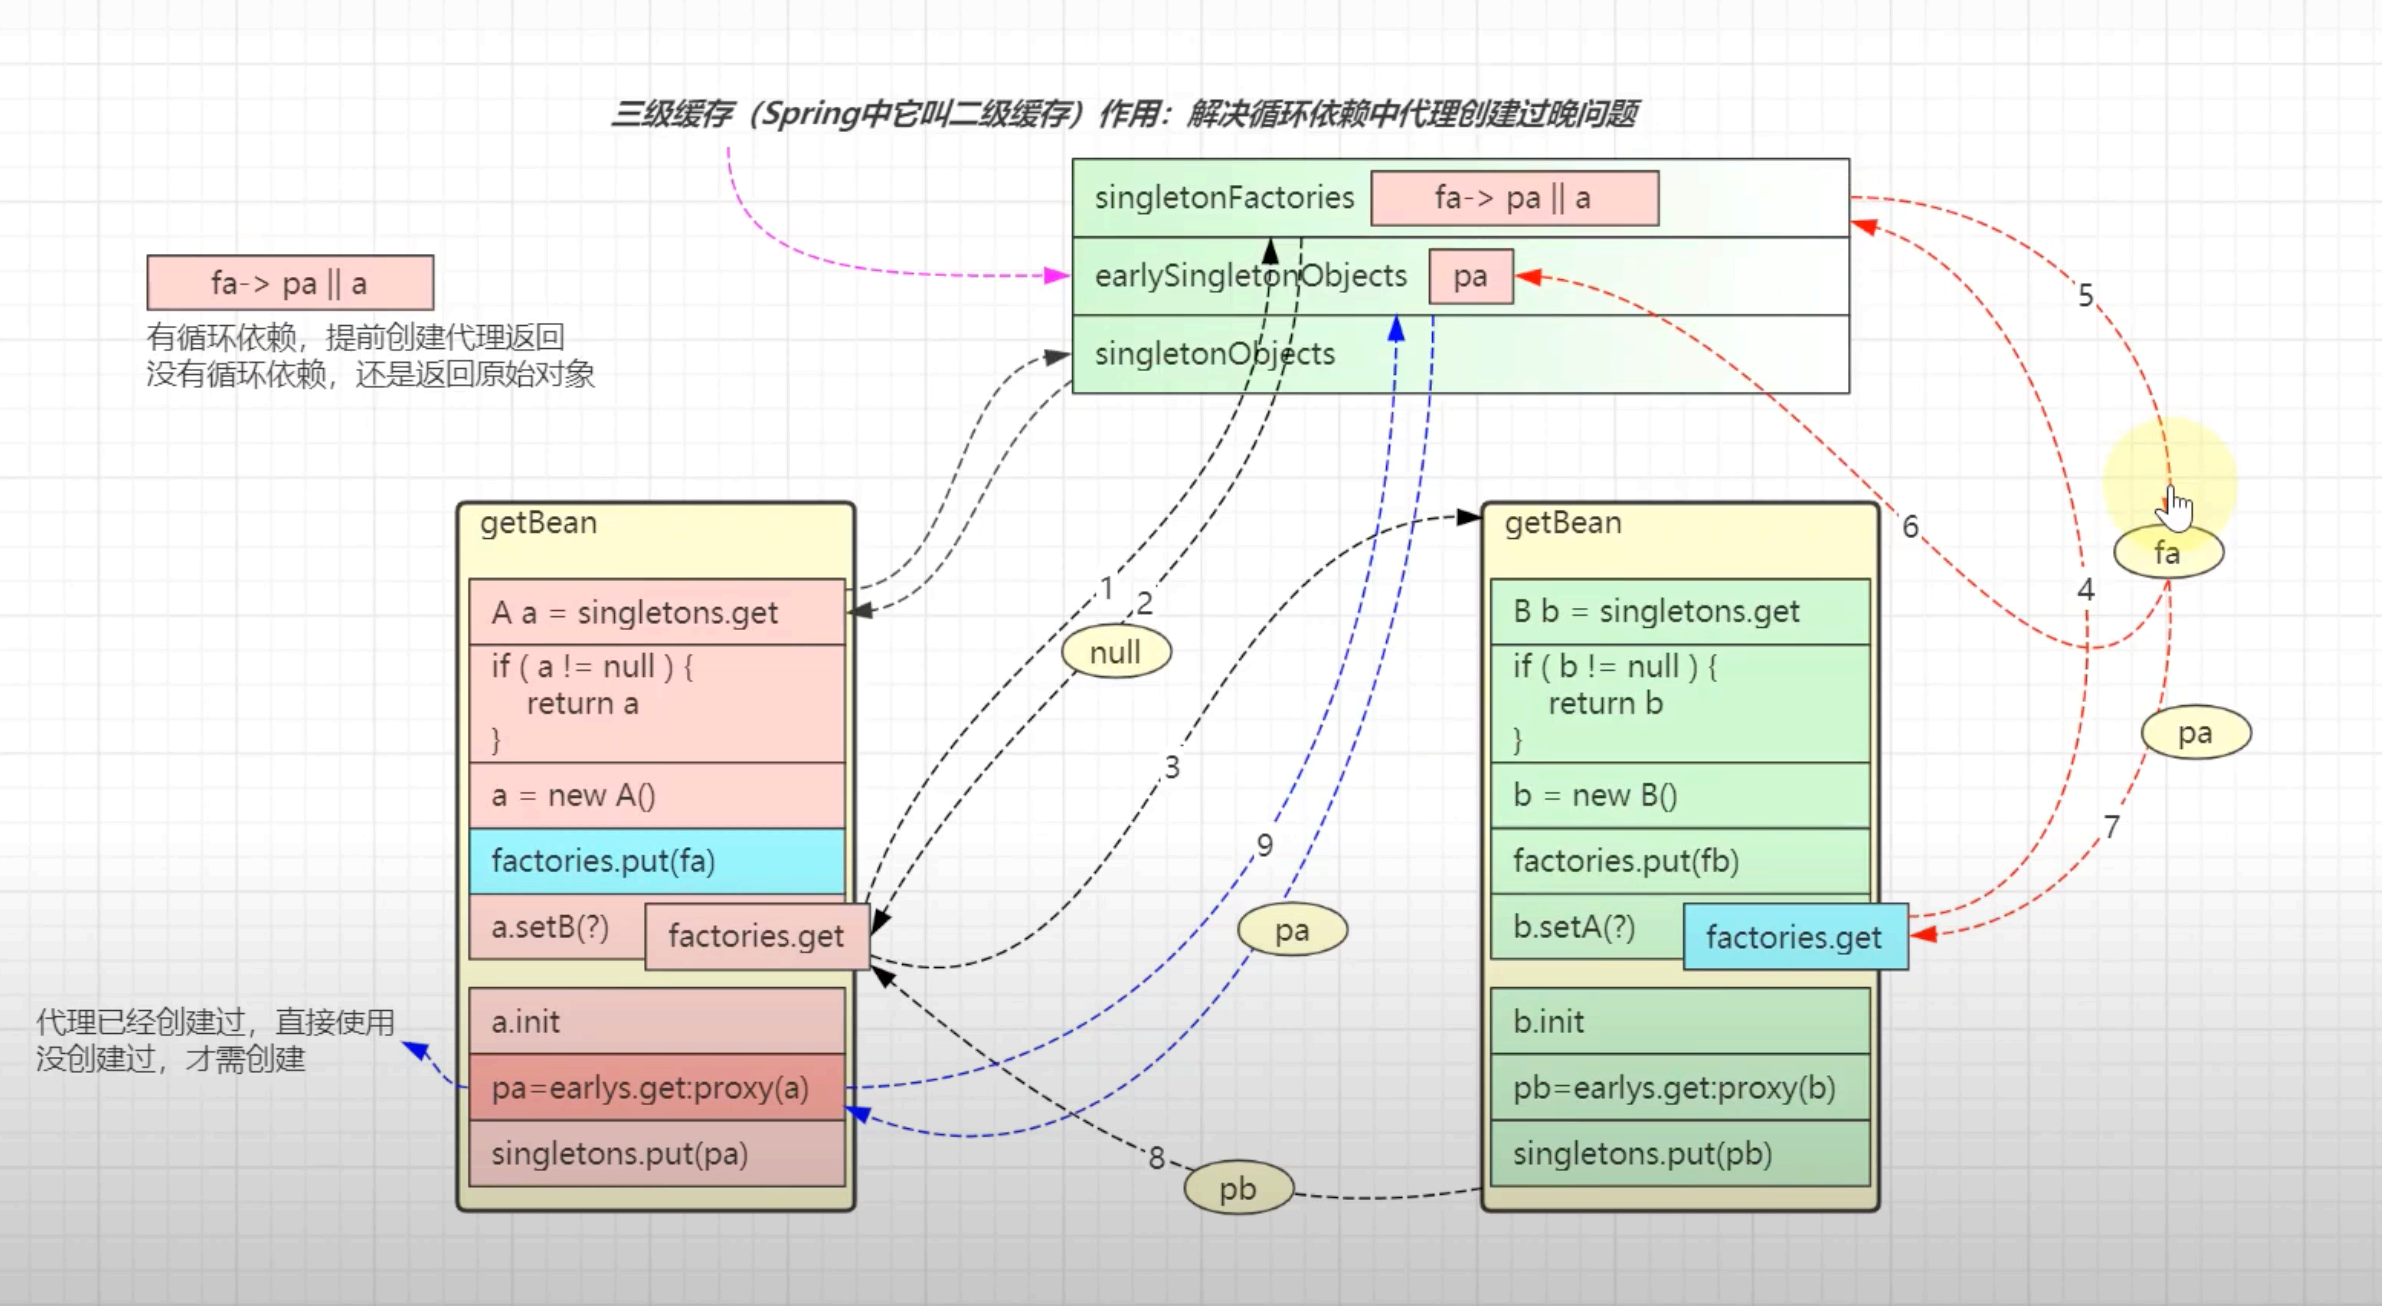 三级缓存（Spring中它叫二级缓存）作用：解决循环依赖中代理创建过晚问题
singletonFactories
fa-> pa || a
earlySingletonObjects
pa
singletonObjects
fa-> pa || a
有循环依赖，提前创建代理返回
没有循环依赖，还是返回原始对象
getBean
A a = singletons.get
if ( a != null ) {
return a
}
a = new A()
factories.put(fa)
a.setB(?)
factories.get
a.init
pa=earlys.get:proxy(a)
singletons.put(pa)
代理已经创建过，直接使用
没创建过，才需创建
1
2
null
3
9
pa
8
pb
getBean
B b = singletons.get
if ( b != null ) {
return b
}
b = new B()
factories.put(fb)
b.setA(?)
factories.get
b.init
pb=earlys.get:proxy(b)
singletons.put(pb)
5
6
fa
4
pa
7